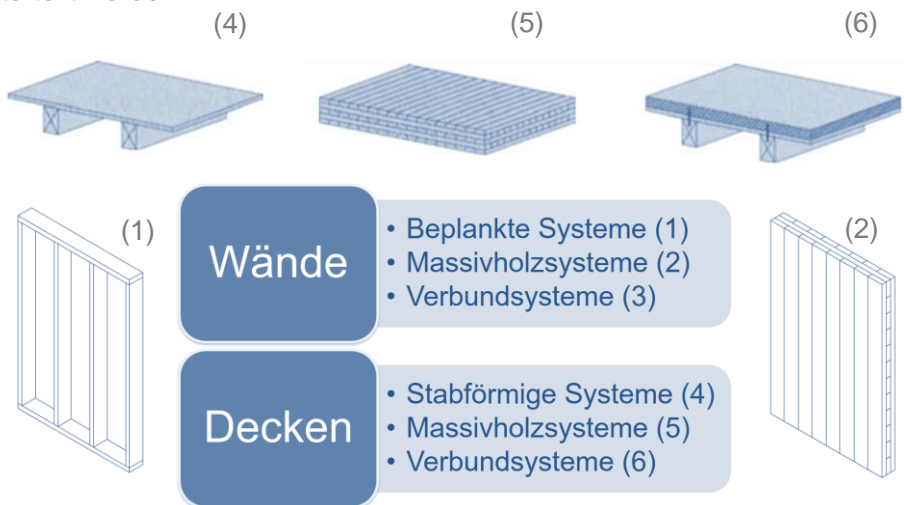 (4) (5) (6)
(1)
(2)
Wände
• Beplankte Systeme (1)
• Massivholzsysteme (2)
• Verbundsysteme (3)
Decken
• Stabförmige Systeme (4)
• Massivholzsysteme (5)
• Verbundsysteme (6)